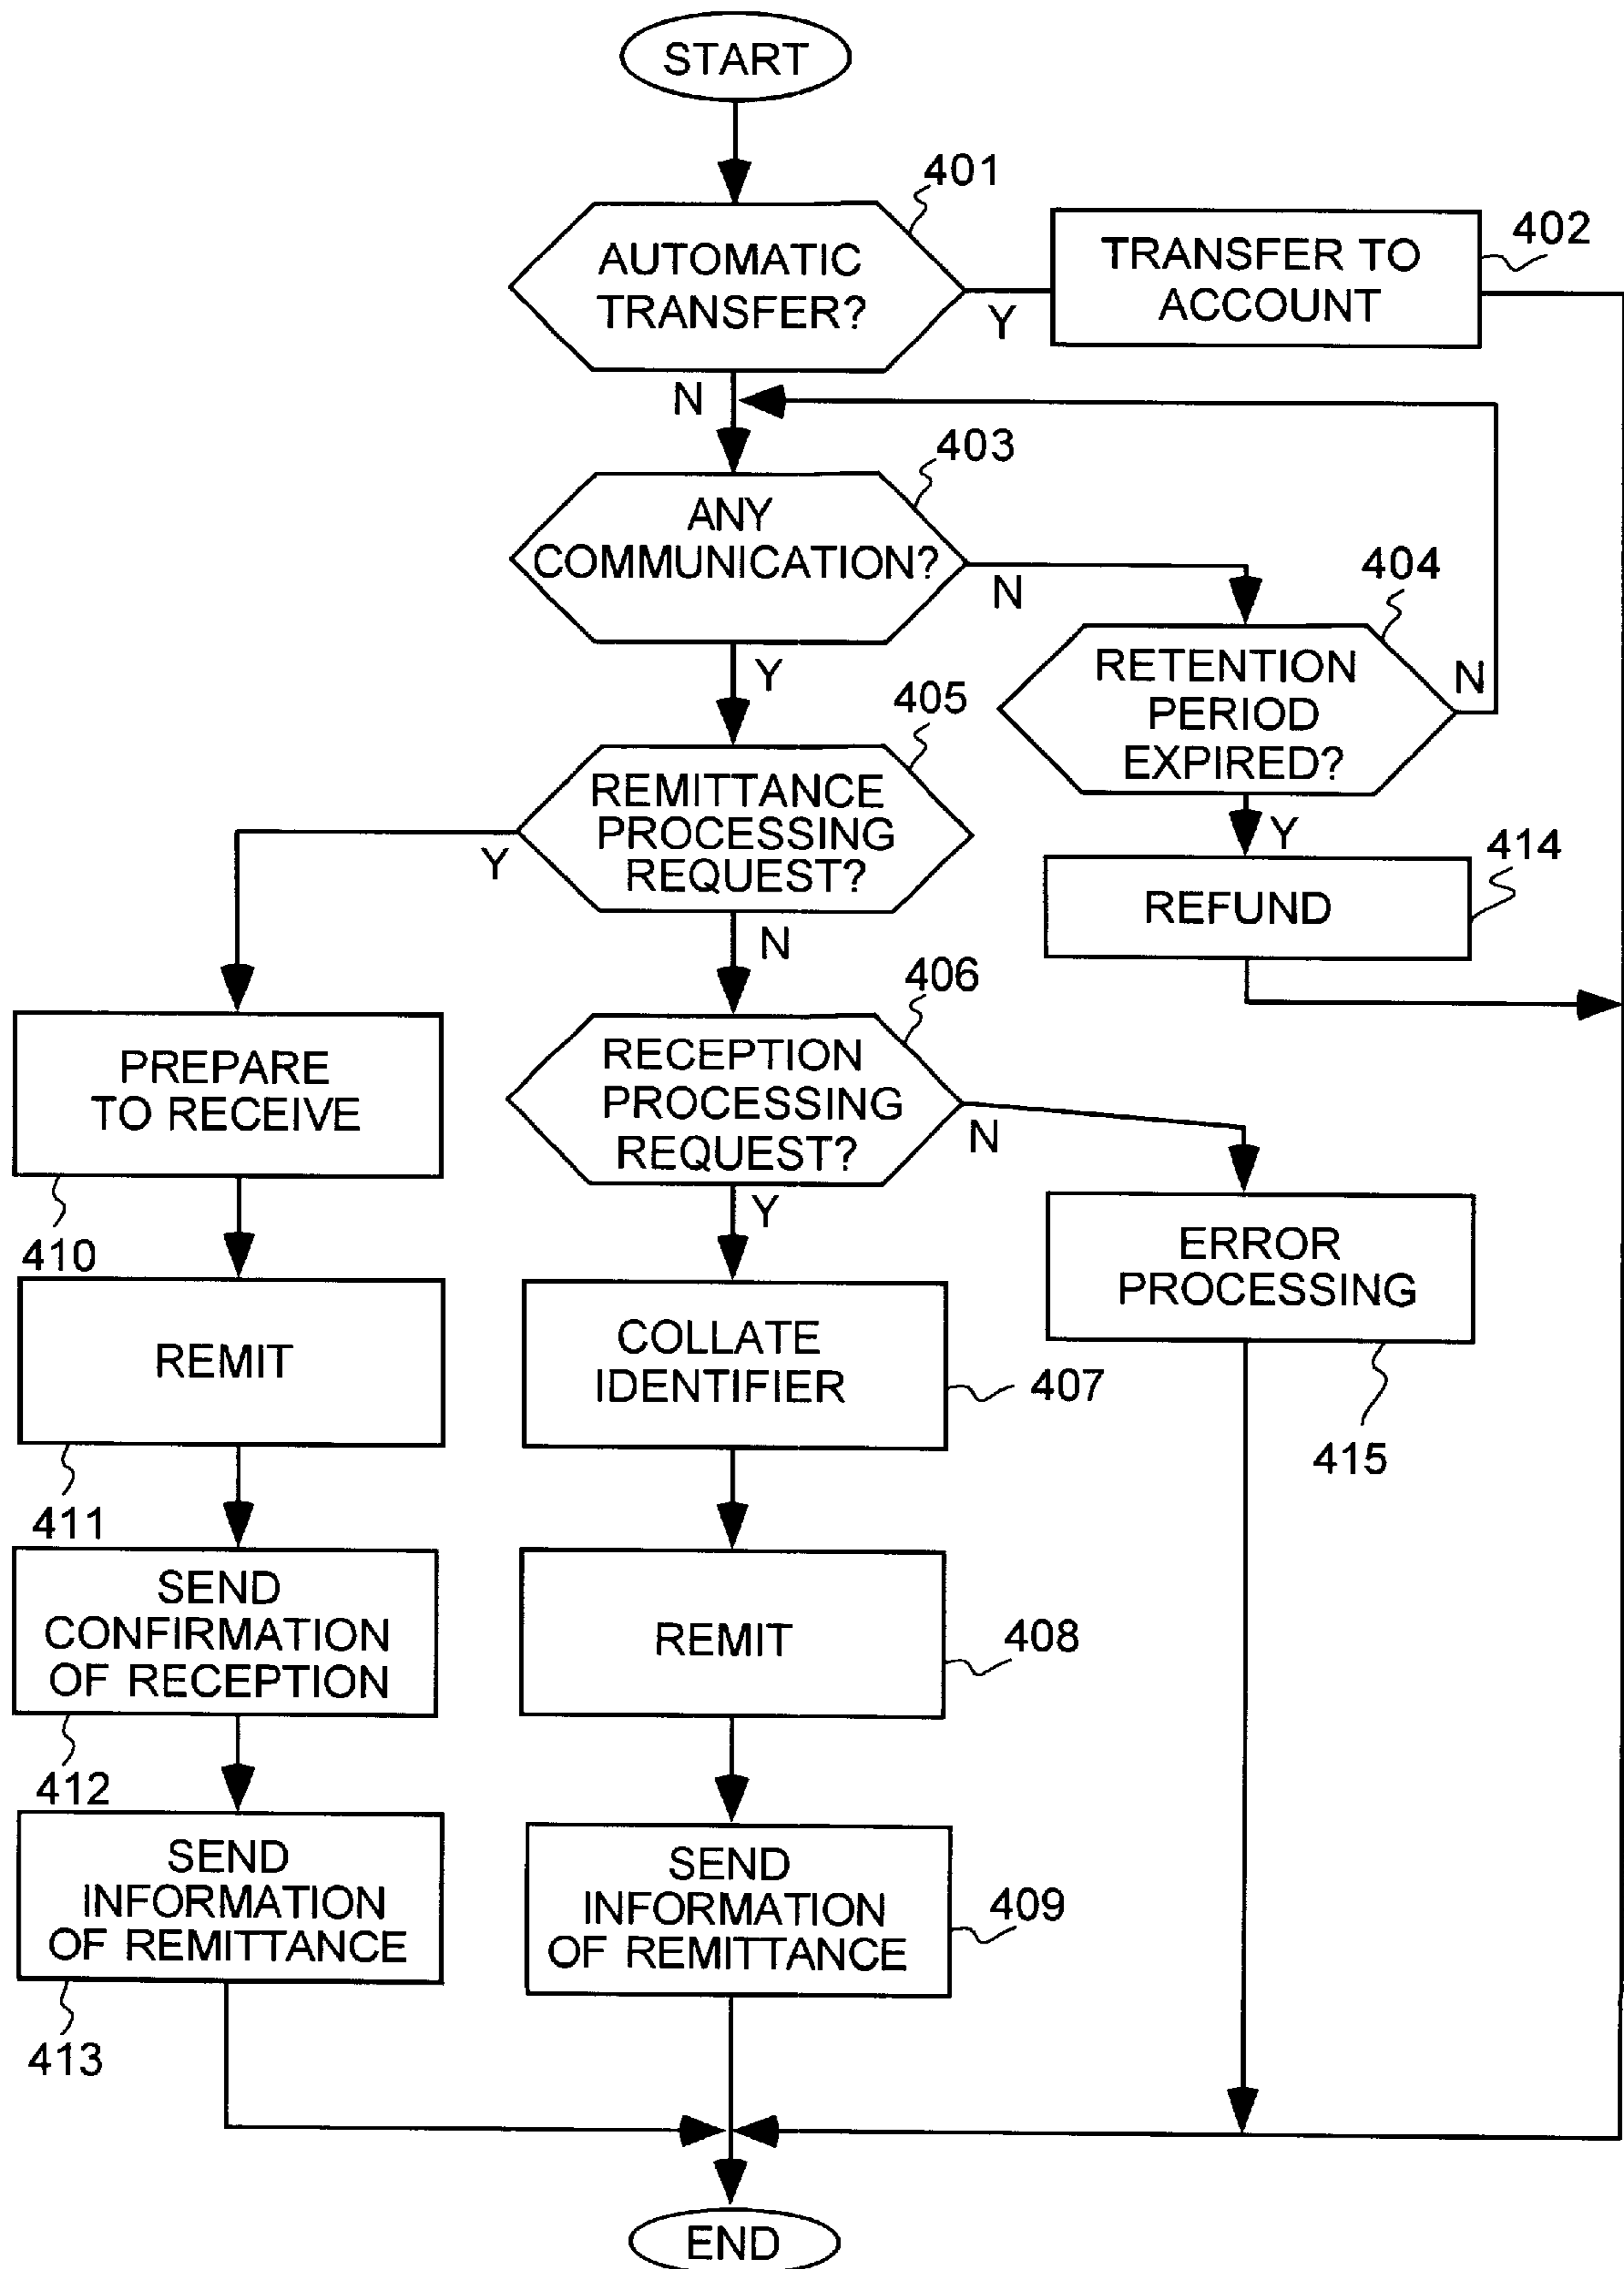 START
401
AUTOMATIC
TRANSFER?
Y
TRANSFER TO
ACCOUNT
402
N
403
ANY
COMMUNICATION?
N
404
Y
RETENTION
PERIOD
EXPIRED?
N
405
REMITTANCE
PROCESSING
REQUEST?
Y
Y
414
REFUND
N
406
PREPARE
TO RECEIVE
RECEPTION
PROCESSING
REQUEST?
N
410
Y
ERROR
PROCESSING
REMIT
COLLATE
IDENTIFIER
407
415
411
SEND
CONFIRMATION
OF RECEPTION
REMIT
408
412
SEND
INFORMATION
OF REMITTANCE
SEND
INFORMATION
OF REMITTANCE
409
413
END